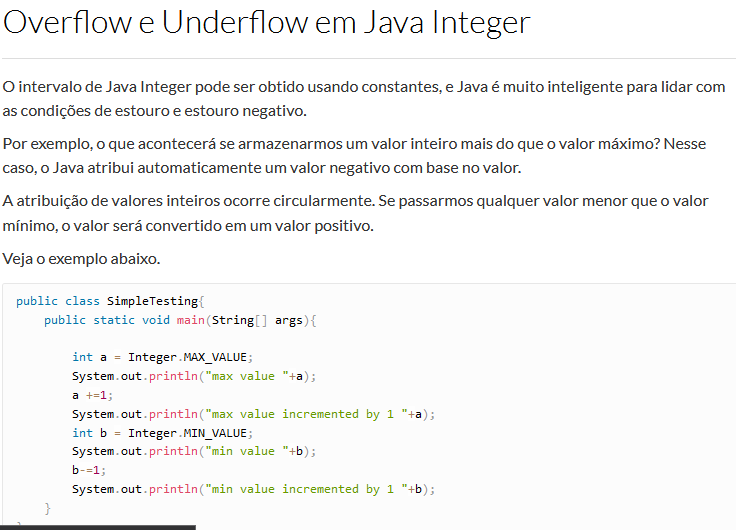 Overflow e Underflow em Java Integer
O intervalo de Java Integer pode ser obtido usando constantes, e Java é muito inteligente para lidar com
as condições de estouro e estouro negativo.
Por exemplo, o que acontecerá se armazenarmos um valor inteiro mais do que o valor máximo? Nesse
caso, o Java atribui automaticamente um valor negativo com base no valor.
A atribuição de valores inteiros ocorre circularmente. Se passarmos qualquer valor menor que o valor
mínimo, o valor será convertido em um valor positivo.
Veja o exemplo abaixo.
public class SimpleTesting{
    public static void main(String[] args){

        int a = Integer.MAX_VALUE;
        System.out.println("max value "+a);
        a +=1;
        System.out.println("max value incremented by 1 "+a);
        int b = Integer.MIN_VALUE;
        System.out.println("min value "+b);
        b-=1;
        System.out.println("min value incremented by 1 "+b);
    }